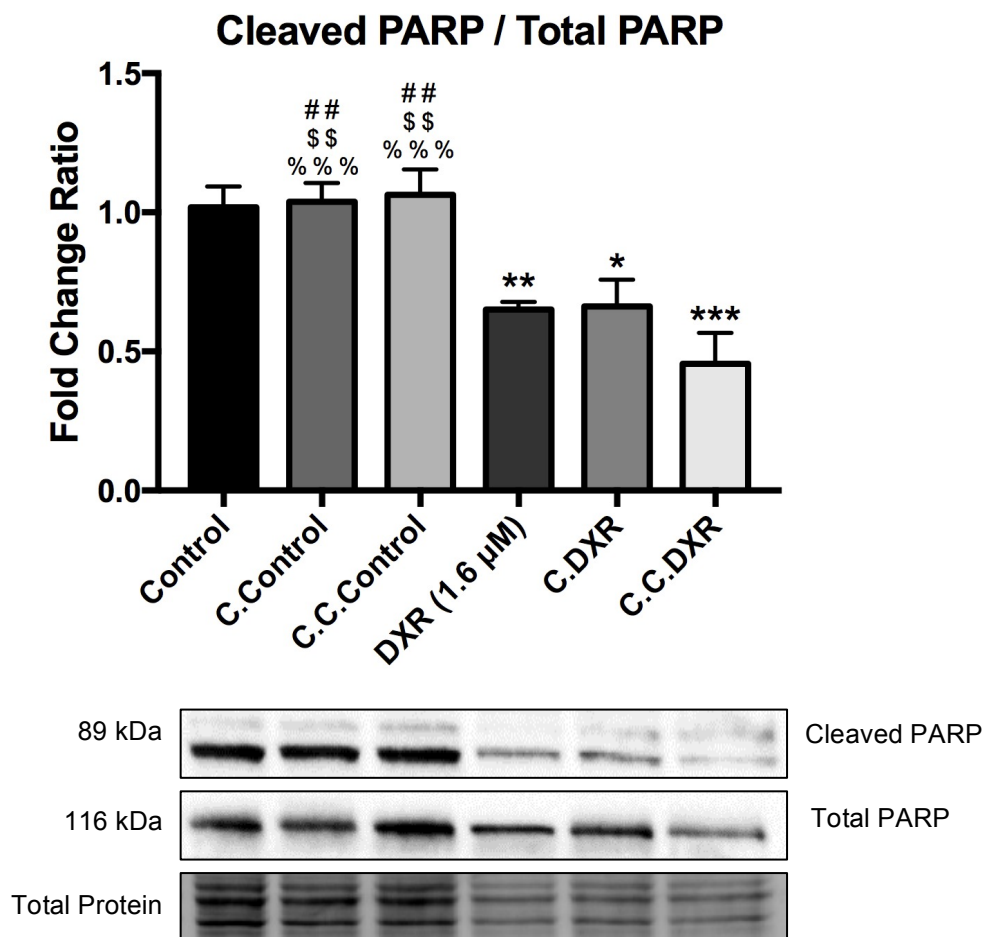 Cleaved PARP / Total PARP
Fold Change Ratio
1.5
1.0
0.5
0.0
##
$$
%%%
##
$$
%%%
**
*
***
Control
C.Control
C.C.Control
DXR (1.6 µM)
C.DXR
C.C.DXR
89 kDa
Cleaved PARP
116 kDa
Total PARP
Total Protein